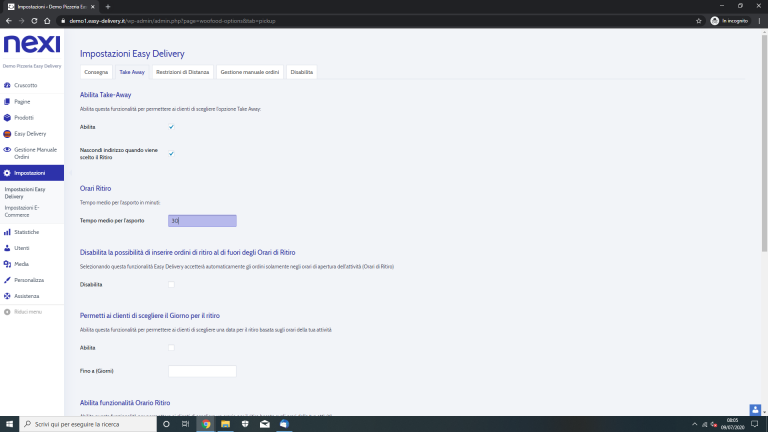 Impostazioni ‹ Demo Pizzeria Ea
demo1.easy-delivery.it/wp-admin/admin.php?page=woofood-options&tab=pickup
In incognito
nexi
Demo Pizzeria Easy Delivery
Cruscotto
Pagine
Prodotti
Easy Delivery
Gestione Manuale
Ordini
Impostazioni
Impostazioni Easy
Delivery
Impostazioni E-
Commerce
Statistiche
Utenti
Media
Personalizza
Assistenza
Riduci menu
Impostazioni Easy Delivery
Consegna
Take Away
Restrizioni di Distanza
Gestione manuale ordini
Disabilita
Abilita Take-Away
Abilita questa funzionalità per permettere ai clienti di scegliere l'opzione Take Away:
Abilita
Nascondi indirizzo quando viene
scelto il Ritiro
Orari Ritiro
Tempo medio per l'asporto in minuti
Tempo medio per l'asporto
30
Disabilita la possibilità di inserire ordini di ritiro al di fuori degli Orari di Ritiro
Selezionando questa funzionalità Easy Delivery accetterà automaticamente gli ordini solamente negli orari di apertura dell'attività (Orari di Ritiro)
Disabilita
Permetti ai clienti di scegliere il Giorno per il ritiro
Abilita questa funzionalità per permettere ai clienti di scegliere una data per il ritiro basata sugli orari della tua attività
Abilita
Fino a (Giorni)
Abilita funzionalità Orario Ritiro
Scrivi qui per eseguire la ricerca
08:05
09/07/2020